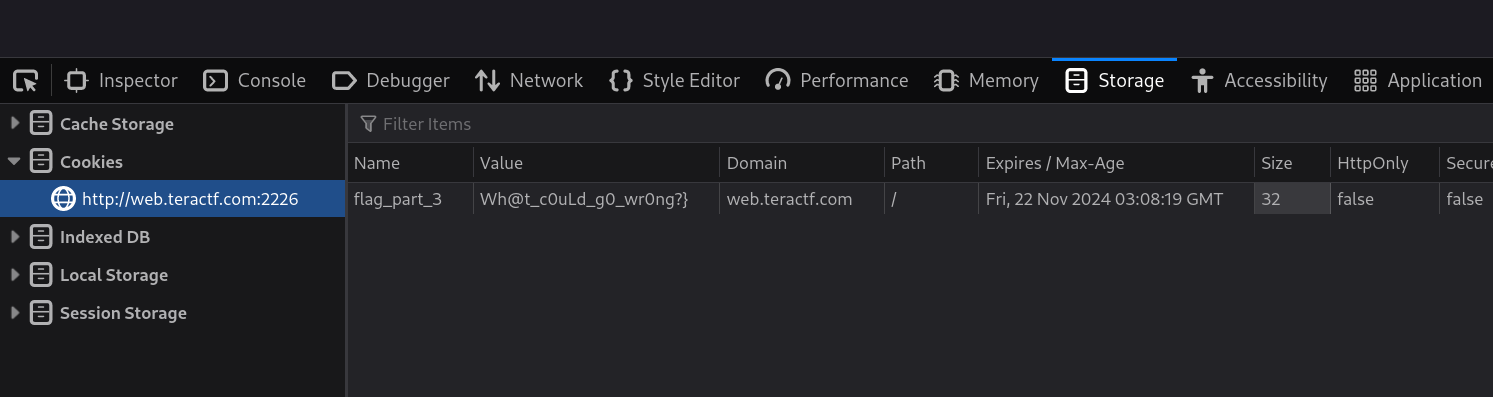 Inspector Console Debugger Network Style Editor Performance Memory Storage Accessibility Application
Cache Storage
Filter Items
Cookies
Name Value Domain Path Expires / Max-Age Size HttpOnly Secure
http://web.teractf.com:2226
flag_part_3 Wh@t_c0uLd_g0_wr0ng?} web.teractf.com / Fri, 22 Nov 2024 03:08:19 GMT 32 false false
Indexed DB
Local Storage
Session Storage